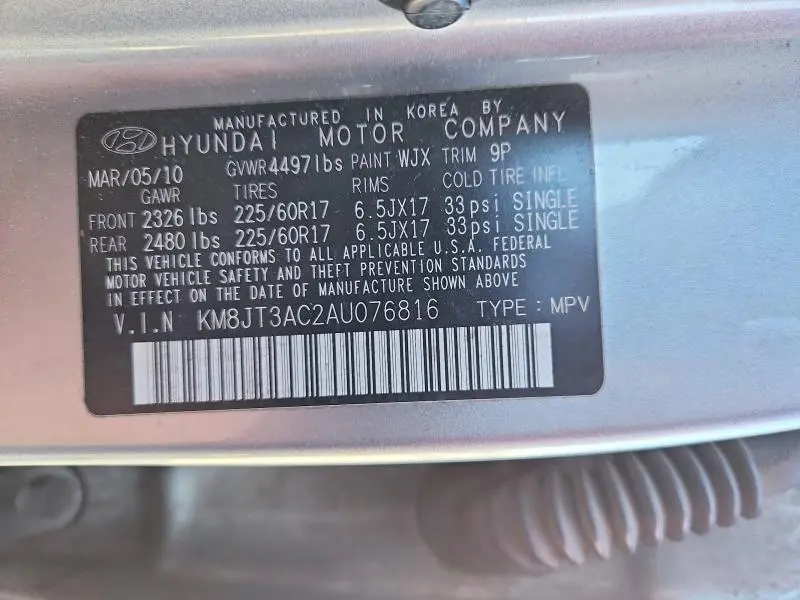 MANUFACTURED IN KOREA BY
HYUNDAI MOTOR COMPANY
MAR/05/10 GVWR 4497lbs PAINT WJX TRIM 9P
GAWR TIRES RIMS COLD TIRE INFL
FRONT 2326 lbs 225/60R17 6.5JX17 33psi SINGLE
REAR 2480 lbs 225/60R17 6.5JX17 33psi SINGLE
THIS VEHICLE CONFORMS TO ALL APPLICABLE U.S.A. FEDERAL
MOTOR VEHICLE SAFETY AND THEFT PREVENTION STANDARDS
IN EFFECT ON THE DATE OF MANUFACTURE SHOWN ABOVE
V.I.N KM8JT3AC2AU076816 TYPE : MPV